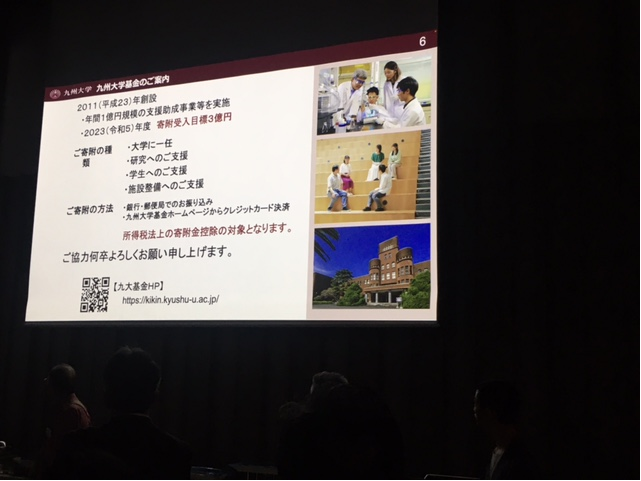 九州大学 九州大学基金のご案内
6
2011(平成23)年創設
・年間1億円規模の支援助成事業等を実施
・2023(令和5)年度 寄附受入目標3億円
ご寄附の種類
・大学に一任
・研究へのご支援
・学生へのご支援
・施設整備へのご支援
ご寄附の方法
・銀行・郵便局でのお振り込み
・九州大学基金ホームページからクレジットカード決済
所得税法上の寄附金控除の対象となります。
ご協力何卒よろしくお願い申し上げます。
【九大基金HP】
https://kikin.kyushu-u.ac.jp/